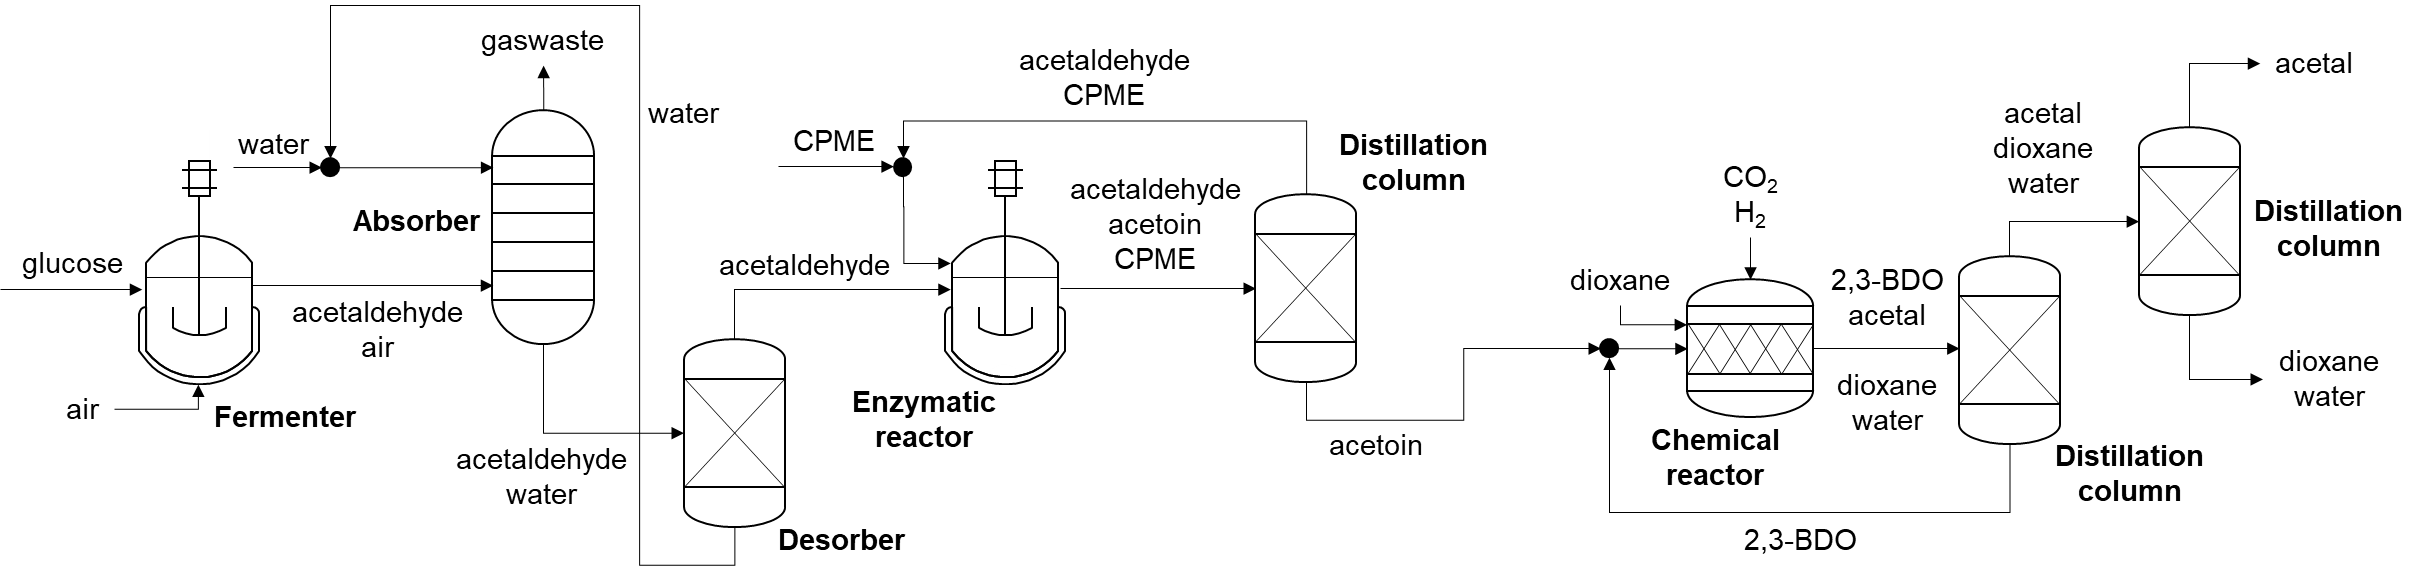 gaswaste
water
water
Absorber
glucose
acetaldehyde
air
air
Fermenter
acetaldehyde
water
Desorber
acetaldehyde
CPME
CPME
acetaldehyde
Enzymatic
reactor
acetaldehyde
acetoin
CPME
Distillation
column
acetoin
dioxane
CO₂
H₂
Chemical
reactor
2,3-BDO
acetal
dioxane
water
2,3-BDO
Distillation
column
acetal
dioxane
water
acetal
Distillation
column
dioxane
water